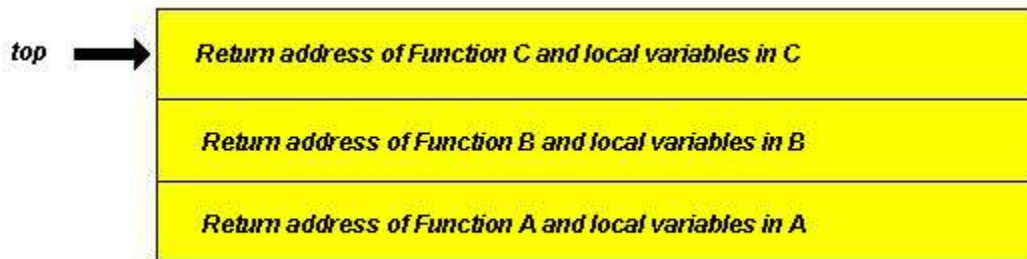 top
Return address of Function C and local variables in C
Return address of Function B and local variables in B
Return address of Function A and local variables in A